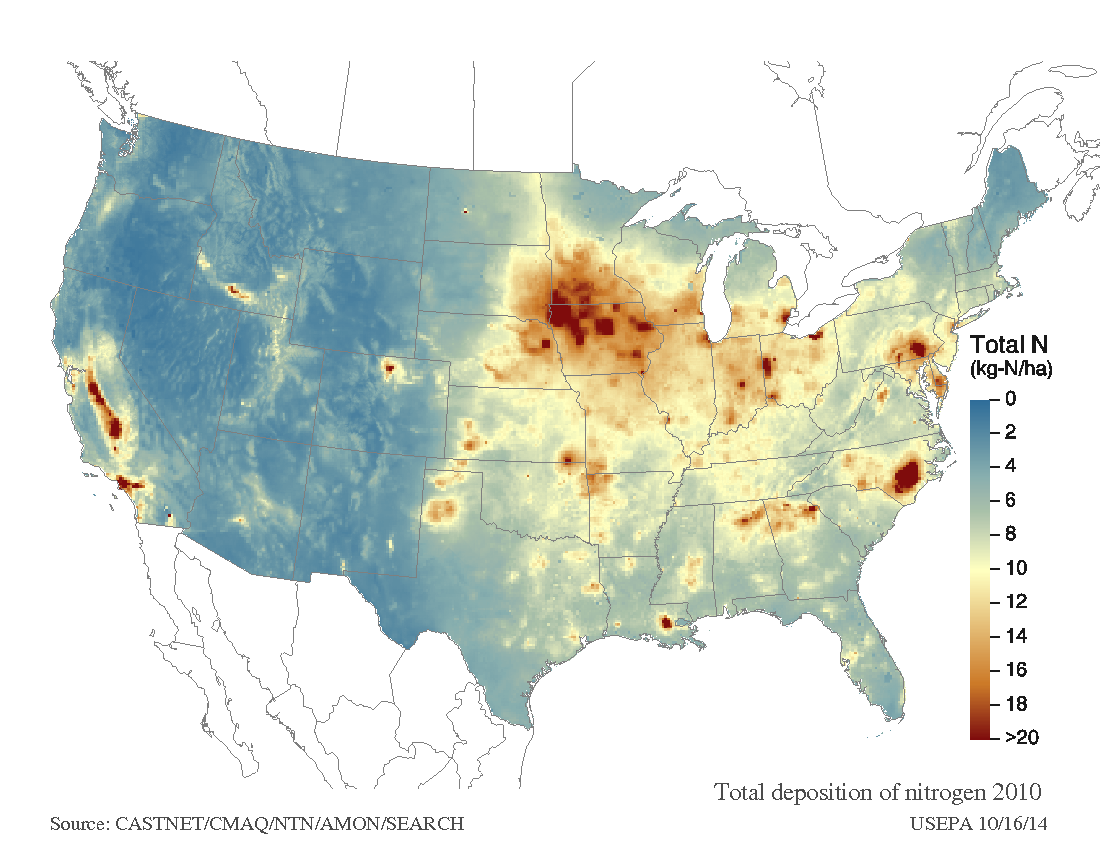 Total N
(kg-N/ha)
0
2
4
6
8
10
12
14
16
18
>20
Total deposition of nitrogen 2010
Source: CASTNET/CMAQ/NTN/AMON/SEARCH
USEPA 10/16/14